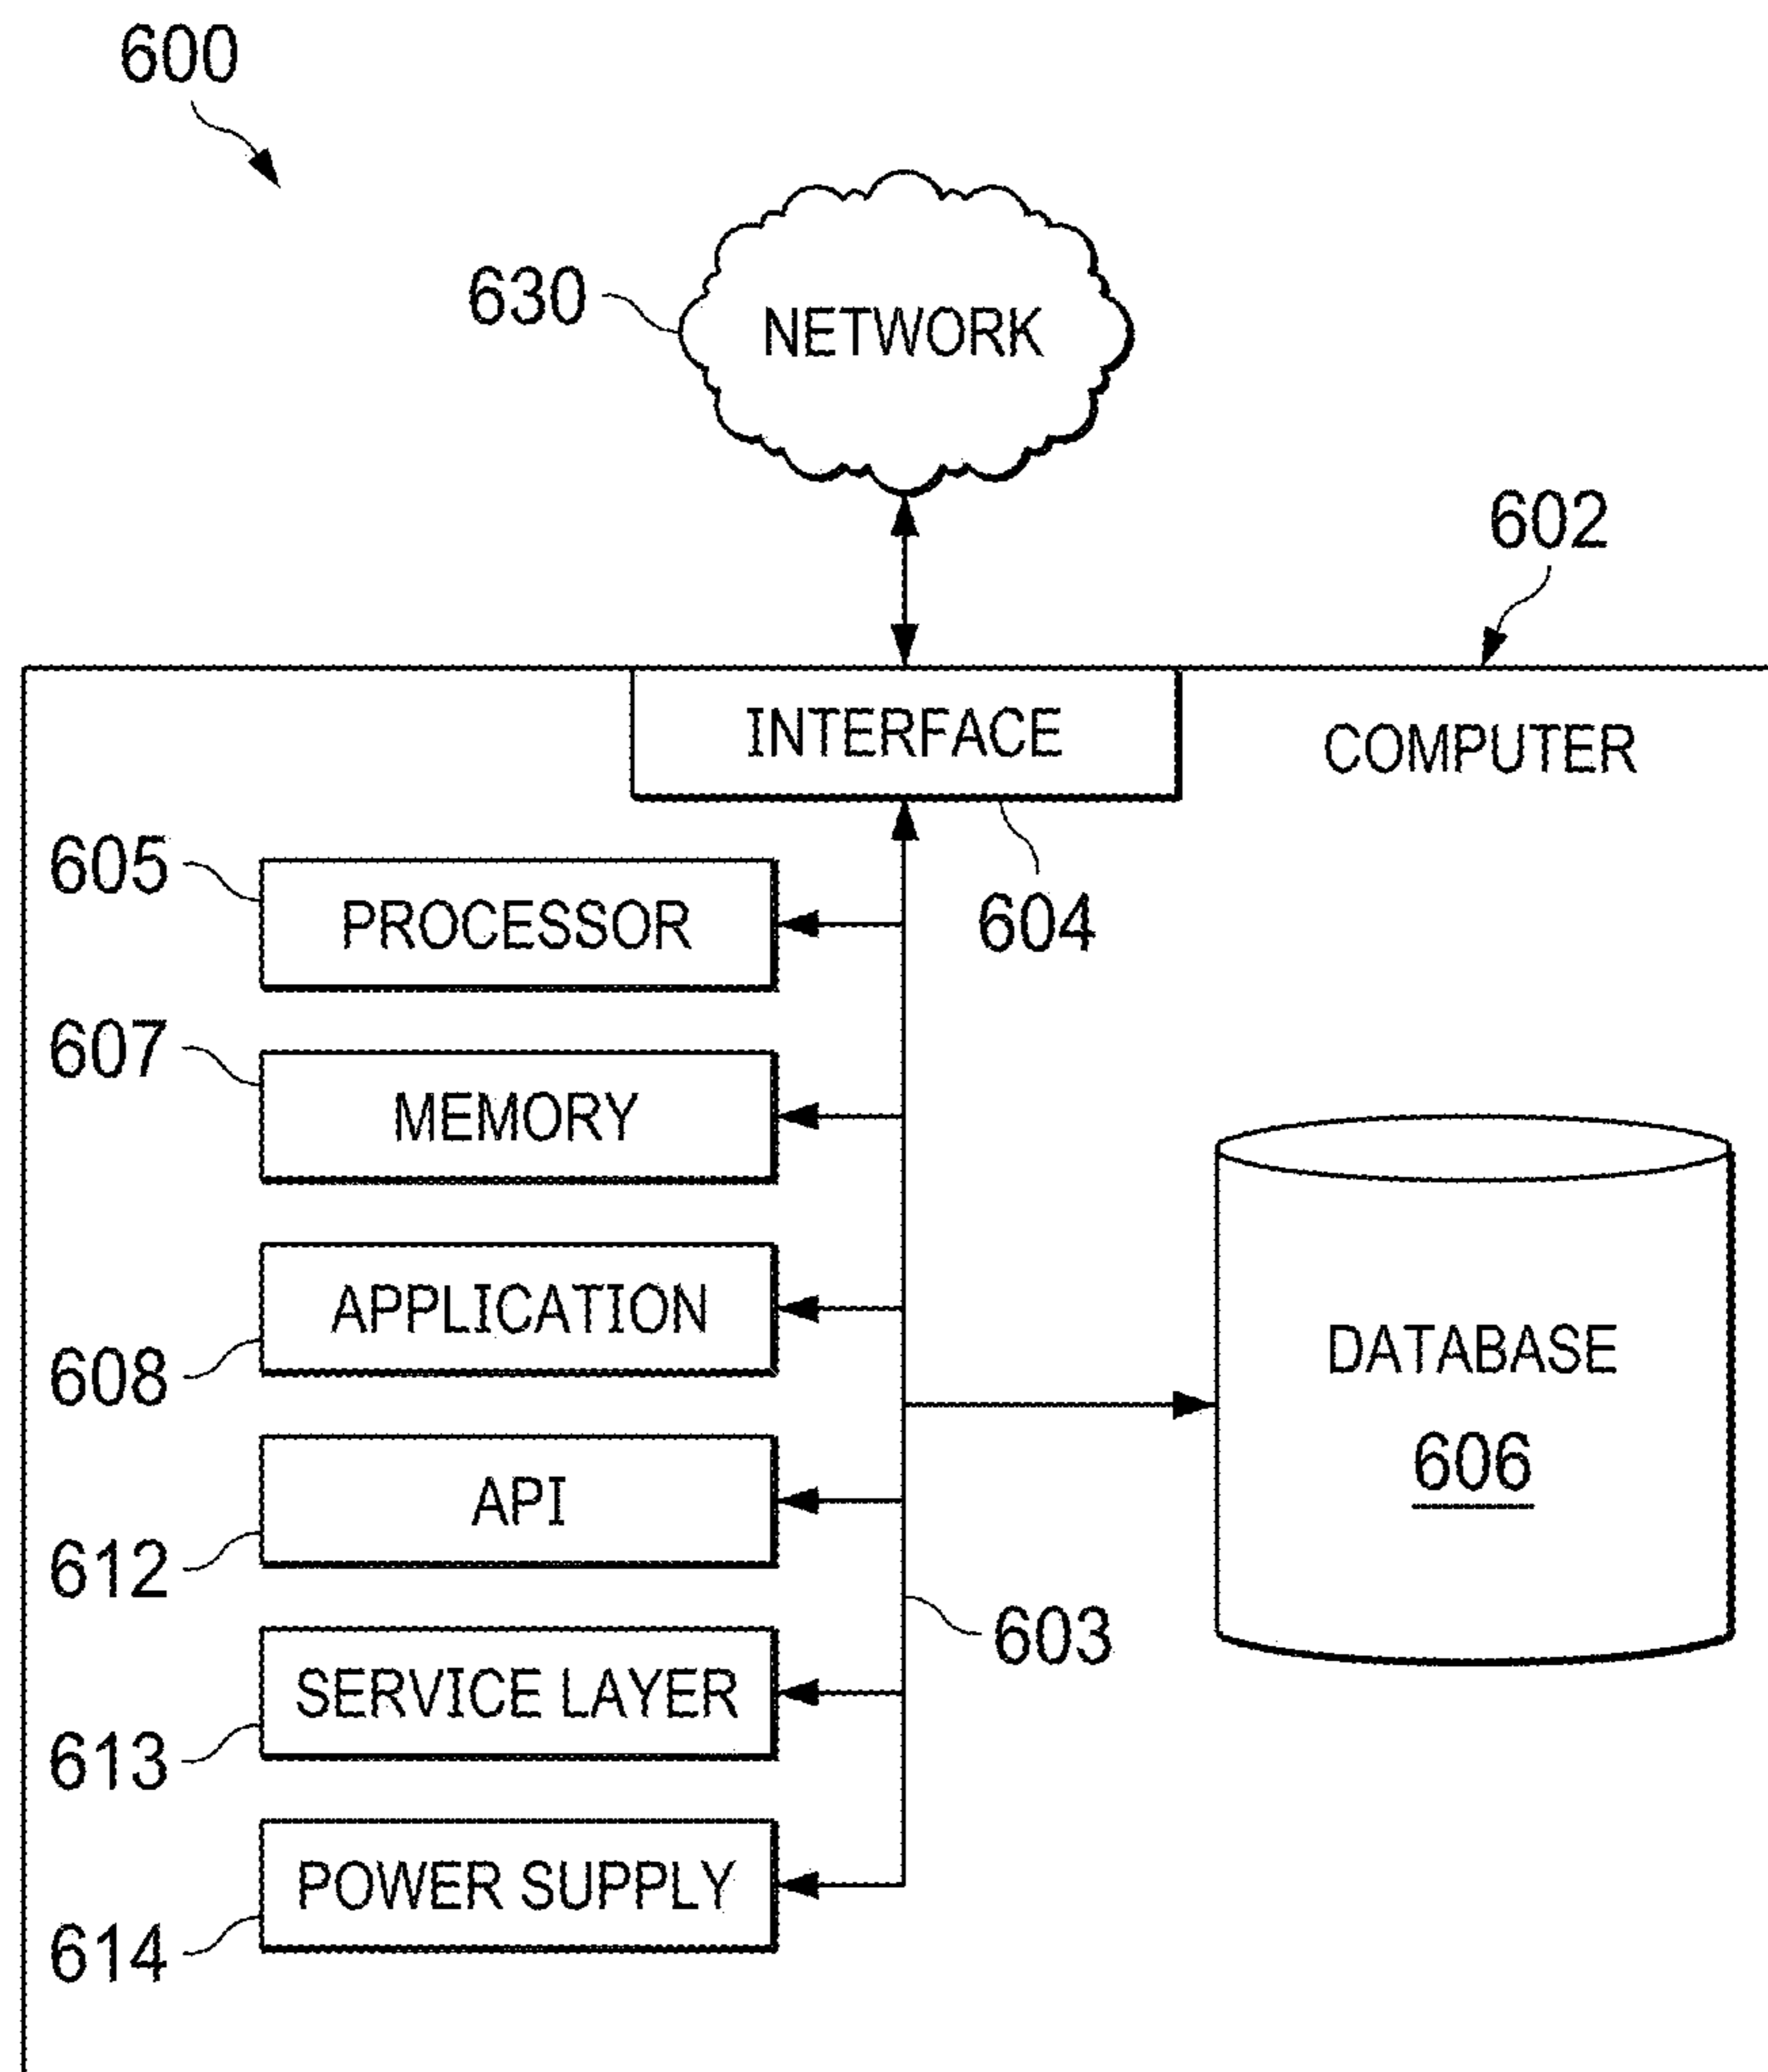 600
630
NETWORK
602
INTERFACE
COMPUTER
605
PROCESSOR
604
607
MEMORY
APPLICATION
608
DATABASE
606
API
612
603
SERVICE LAYER
613
POWER SUPPLY
614